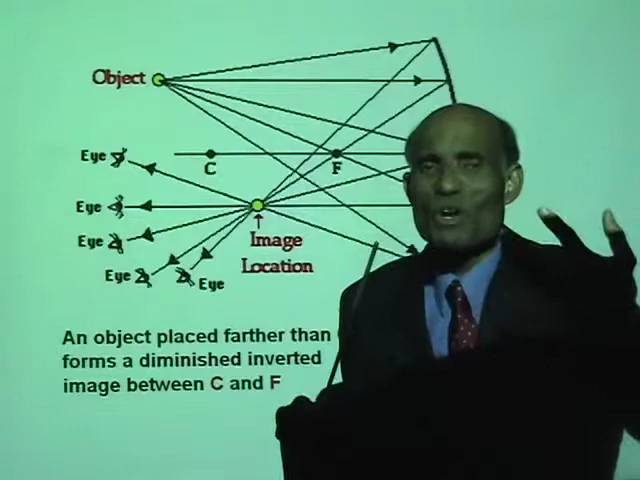 Object
Eye
C
F
Eye
Eye
Image
Location
Eye
Eye
An object placed farther than
forms a diminished inverted
image between C and F